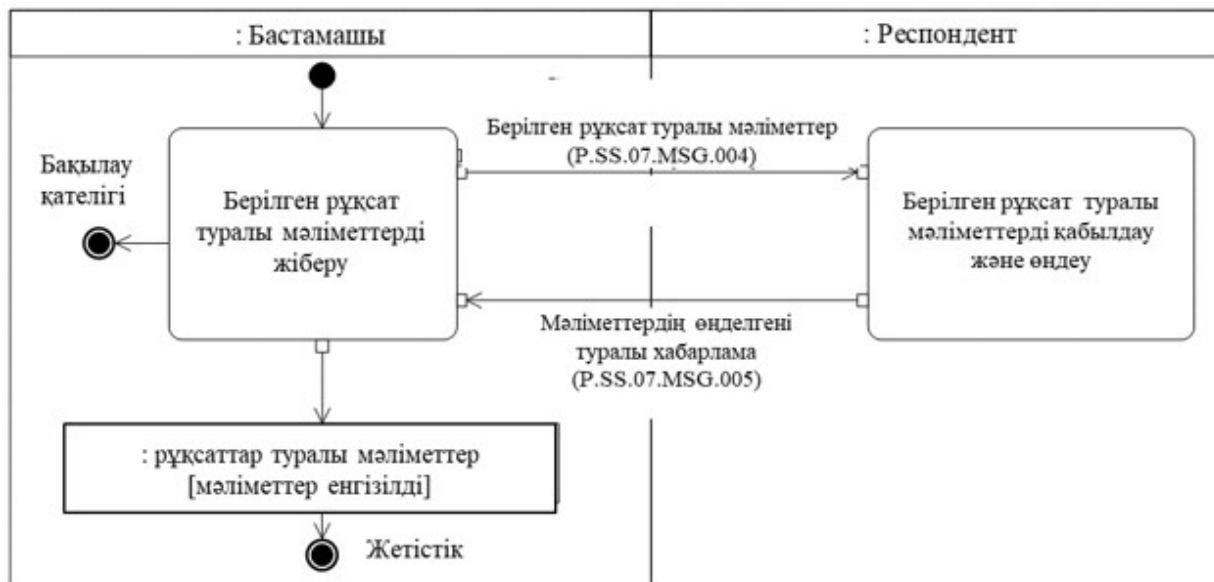 : Бастамашы
: Респондент
Берілген рұқсат туралы мәліметтер
(P.SS.07.MSG.004)
Бақылау
қателігі
Берілген рұқсат
туралы мәліметтерді
жіберу
Берілген рұқсат туралы
мәліметтерді қабылдау
және өңдеу
Мәліметтердің өңделгені
туралы хабарлама
(P.SS.07.MSG.005)
: рұқсаттар туралы мәліметтер
[мәліметтер енгізілді]
Жетістік